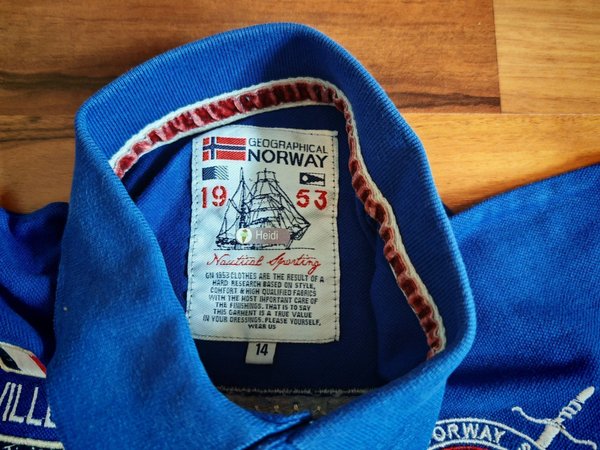 GEOGRAPHICAL
NORWAY
19 53
Heidi
Nautical Sporting
GN 1953 CLOTHES ARE THE RESULT OF A
HARD RESEARCH BASED ON STYLE,
COMFORT & HIGH QUALIFIED FABRICS
WITH THE MOST IMPORTANT CARE OF
THE FINISHINGS. THAT IS TO SAY
THIS GARMENT IS A TRUE VALUE
IN YOUR DRESSINGS. PLEASE YOURSELF,
WEAR US
14
VILLE
NORWAY